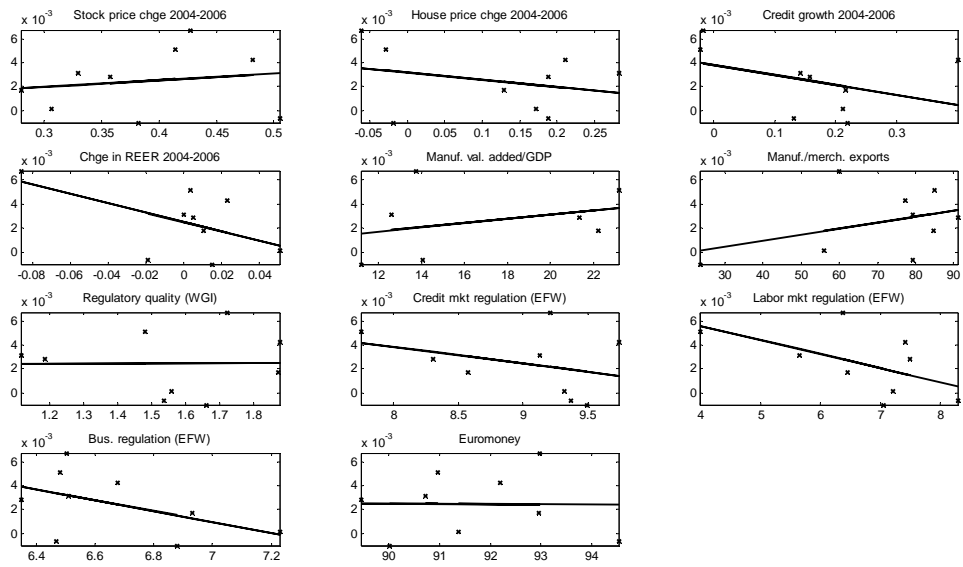 Stock price chge 2004-2006
House price chge 2004-2006
Credit growth 2004-2006
x 10⁻³
x 10⁻³
x 10⁻³
6
4
2
0
6
4
2
0
6
4
2
0
0.3 0.35 0.4 0.45 0.5
-0.05 0 0.05 0.1 0.15 0.2 0.25
0 0.1 0.2 0.3
Chge in REER 2004-2006
Manuf. val. added/GDP
Manuf./merch. exports
x 10⁻³
x 10⁻³
x 10⁻³
6
4
2
0
6
4
2
0
6
4
2
0
-0.08 -0.06 -0.04 -0.02 0 0.02 0.04
12 14 16 18 20 22
30 40 50 60 70 80 90
Regulatory quality (WGI)
Credit mkt regulation (EFW)
Labor mkt regulation (EFW)
x 10⁻³
x 10⁻³
x 10⁻³
6
4
2
0
6
4
2
0
6
4
2
0
1.2 1.3 1.4 1.5 1.6 1.7 1.8
8 8.5 9 9.5
4 5 6 7 8
Bus. regulation (EFW)
Euromoney
x 10⁻³
x 10⁻³
6
4
2
0
6
4
2
0
6.4 6.6 6.8 7 7.2
90 91 92 93 94